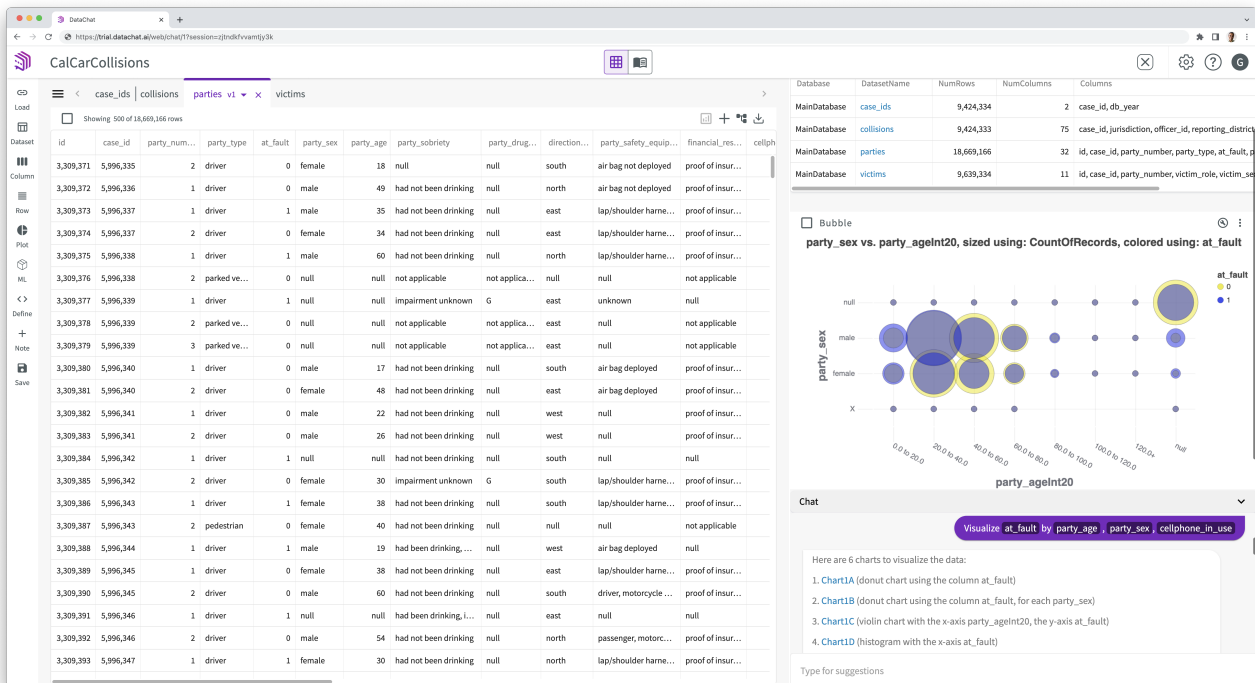 DataChat
https://trial.datachat.ai/web/chat/1?session=zjtndkfvvamtjy3k
CalCarCollisions
G
Load
Dataset
Column
Row
Plot
ML
Define
Note
Save
case_ids collisions parties v1 victims
Showing 500 of 18,669,166 rows
id case_id party_num... party_type at_fault party_sex party_age party_sobriety party_drug... direction... party_safety_equip... financial_res... cellph
3,309,371 5,996,335 2 driver 0 female 18 null null south air bag not deployed proof of insur...
3,309,372 5,996,336 1 driver 0 male 49 had not been drinking null north air bag not deployed proof of insur...
3,309,373 5,996,337 1 driver 1 male 35 had not been drinking null east lap/shoulder harne... proof of insur...
3,309,374 5,996,337 2 driver 0 female 34 had not been drinking null east lap/shoulder harne... proof of insur...
3,309,375 5,996,338 1 driver 1 male 60 had not been drinking null north lap/shoulder harne... proof of insur...
3,309,376 5,996,338 2 parked ve... 0 null null not applicable not applica... null null not applicable
3,309,377 5,996,339 1 driver 1 null null impairment unknown G east unknown null
3,309,378 5,996,339 2 parked ve... 0 null null not applicable not applica... east null not applicable
3,309,379 5,996,339 3 parked ve... 0 null null not applicable not applica... east null not applicable
3,309,380 5,996,340 1 driver 0 male 17 had not been drinking null south air bag deployed proof of insur...
3,309,381 5,996,340 2 driver 0 female 48 had not been drinking null east air bag deployed proof of insur...
3,309,382 5,996,341 1 driver 0 male 22 had not been drinking null west null proof of insur...
3,309,383 5,996,341 2 driver 0 male 26 had not been drinking null west null proof of insur...
3,309,384 5,996,342 1 driver 1 null null had not been drinking null south null null
3,309,385 5,996,342 2 driver 0 female 30 impairment unknown G south lap/shoulder harne... proof of insur...
3,309,386 5,996,343 1 driver 1 female 38 had not been drinking null south lap/shoulder harne... proof of insur...
3,309,387 5,996,343 2 pedestrian 0 female 40 had not been drinking null null null not applicable
3,309,388 5,996,344 1 driver 1 male 19 had been drinking, ... null west air bag deployed null
3,309,389 5,996,345 1 driver 1 female 38 had not been drinking null east lap/shoulder harne... proof of insur...
3,309,390 5,996,345 2 driver 0 male 60 had not been drinking null south driver, motorcycle ... proof of insur...
3,309,391 5,996,346 1 driver 1 null null had been drinking, i... null east null null
3,309,392 5,996,346 2 driver 0 male 54 had not been drinking null north passenger, motorc... proof of insur...
3,309,393 5,996,347 1 driver 1 female 30 had not been drinking null north lap/shoulder harne... proof of insur...
Database DatasetName NumRows NumColumns Columns
MainDatabase case_ids 9,424,334 2 case_id, db_year
MainDatabase collisions 9,424,333 75 case_id, jurisdiction, officer_id, reporting_district
MainDatabase parties 18,669,166 32 id, case_id, party_number, party_type, at_fault, p
MainDatabase victims 9,639,334 11 id, case_id, party_number, victim_role, victim_se
Bubble
party_sex vs. party_ageInt20, sized using: CountOfRecords, colored using: at_fault
at_fault
0
1
party_sex
null
male
female
X
0.0 to 20.0 20.0 to 40.0 40.0 to 60.0 60.0 to 80.0 80.0 to 100.0 100.0 to 120.0 120.0+ null
party_ageInt20
Chat
Visualize at_fault by party_age , party_sex , cellphone_in_use
Here are 6 charts to visualize the data:
1. Chart1A (donut chart using the column at_fault)
2. Chart1B (donut chart using the column at_fault, for each party_sex)
3. Chart1C (violin chart with the x-axis party_ageInt20, the y-axis at_fault)
4. Chart1D (histogram with the x-axis at_fault)
Type for suggestions